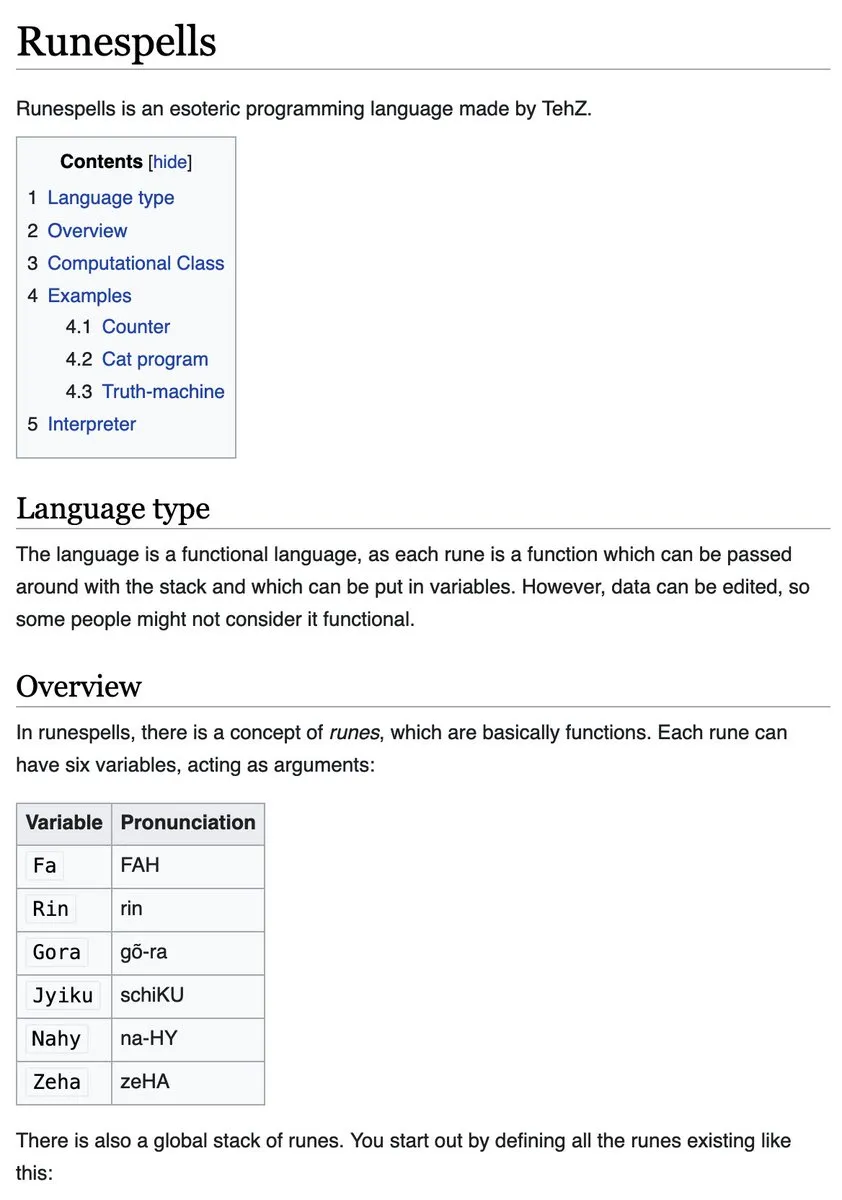 Runespells
Runespells is an esoteric programming language made by TehZ.
Contents [hide]
1 Language type
2 Overview
3 Computational Class
4 Examples
4.1 Counter
4.2 Cat program
4.3 Truth-machine
5 Interpreter
Language type
The language is a functional language, as each rune is a function which can be passed
around with the stack and which can be put in variables. However, data can be edited, so
some people might not consider it functional.
Overview
In runespells, there is a concept of runes, which are basically functions. Each rune can
have six variables, acting as arguments:
Variable Pronunciation
Fa FAH
Rin rin
Gora gõ-ra
Jyiku schiKU
Nahy na-HY
Zeha zeHA
There is also a global stack of runes. You start out by defining all the runes existing like
this: